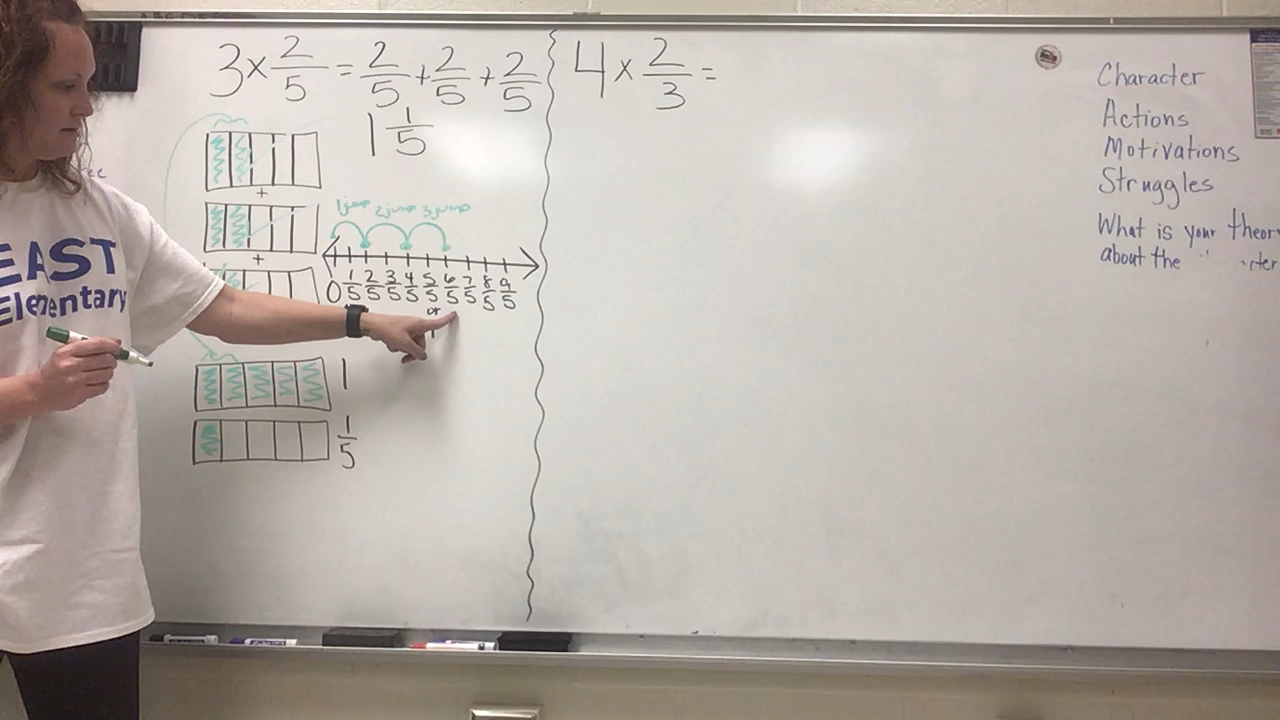 3 × 2/5 = 2/5 + 2/5 + 2/5
1 1/5
+
+
1 jump 2 jump 3 jump
0 1/5 2/5 3/5 4/5 5/5 6/5 7/5 8/5 9/5
or
1
1
1/5
4 × 2/3 =
Character
Actions
Motivations
Struggles
What is your theory
about the
EAST
Elementary